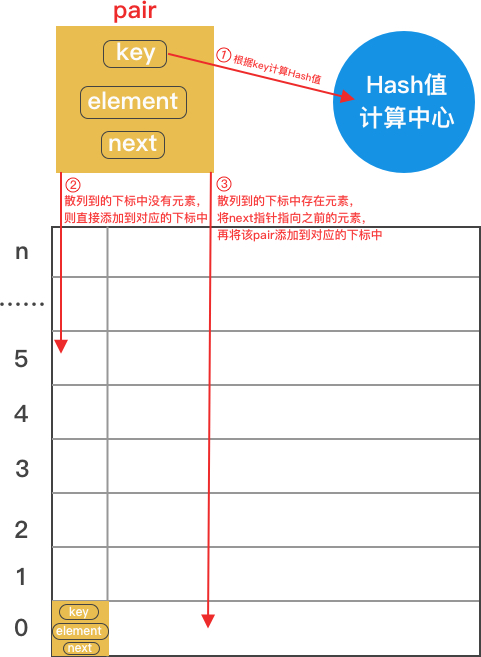 pair
key
element
next
① 根据key计算Hash值
Hash值
计算中心
②
散列到的下标中没有元素，
则直接添加到对应的下标中
③
散列到的下标中存在元素，
将next指针指向之前的元素，
再将该pair添加到对应的下标中
n
......
5
4
3
2
1
0
key
element
next